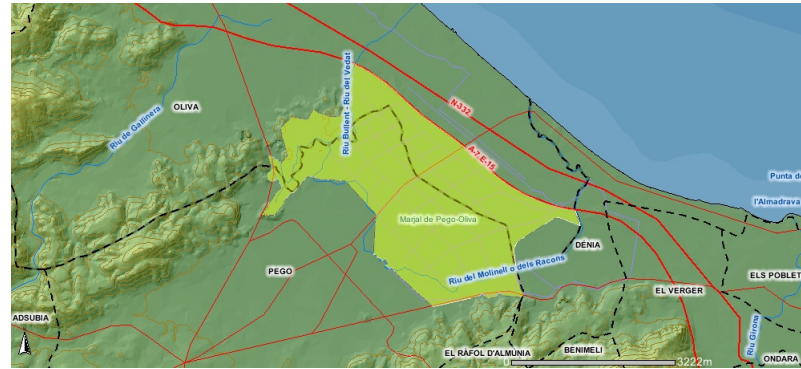 Riu Bullent - Riu del Vedat
OLIVA
N-332
Riu de Gallinera
A-7,E-15
Punta de
l'Almadrava
Marjal de Pego-Oliva
DÉNIA
PEGO
Riu del Molinell o dels Racons
ELS POBLET
EL VERGER
ADSUBIA
Riu Girona
EL RÀFOL D'ALMÚNIA
BENIMELI
ONDARA
0
3222m